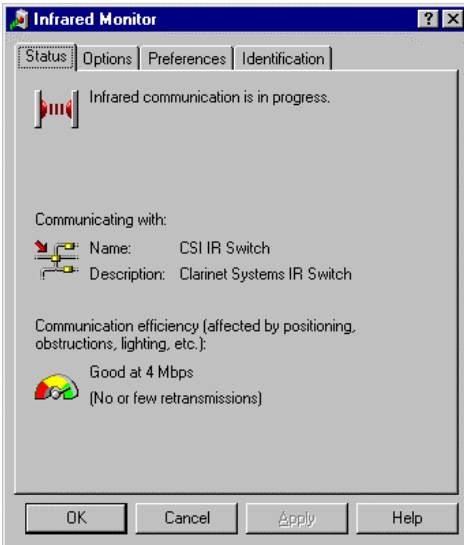 Infrared Monitor
Status Options Preferences Identification
Infrared communication is in progress.
Communicating with:
Name: CSI IR Switch
Description: Clarinet Systems IR Switch
Communication efficiency (affected by positioning,
obstructions, lighting, etc.):
Good at 4 Mbps
(No or few retransmissions)
OK Cancel Apply Help